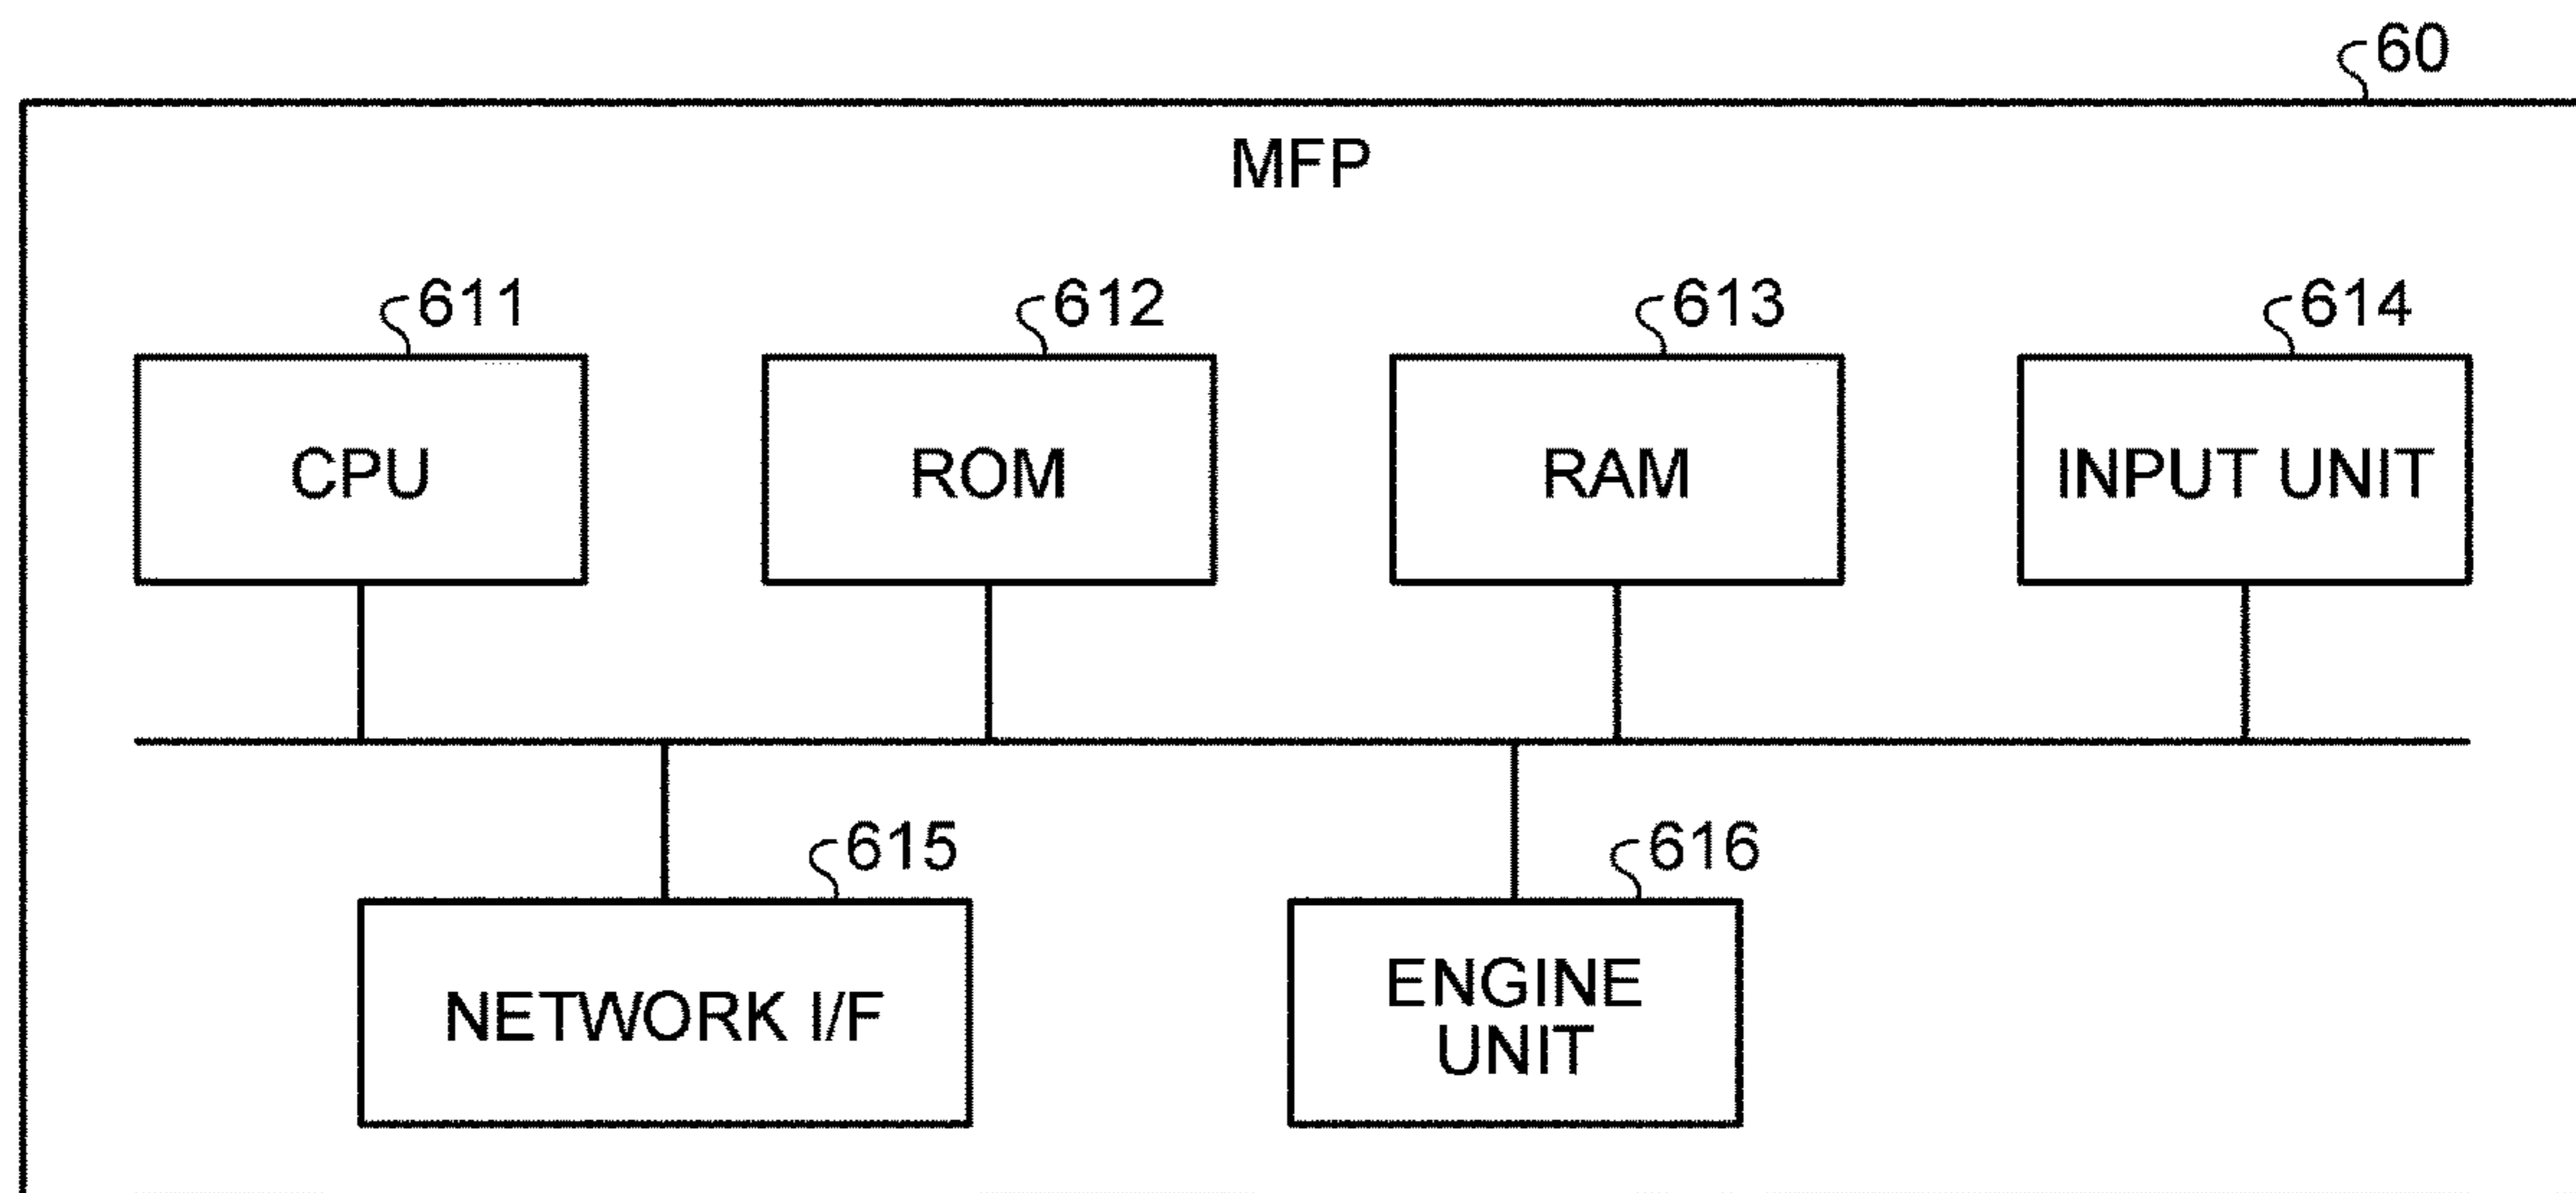 60
MFP
611
612
613
614
CPU
ROM
RAM
INPUT UNIT
615
616
NETWORK I/F
ENGINE
UNIT